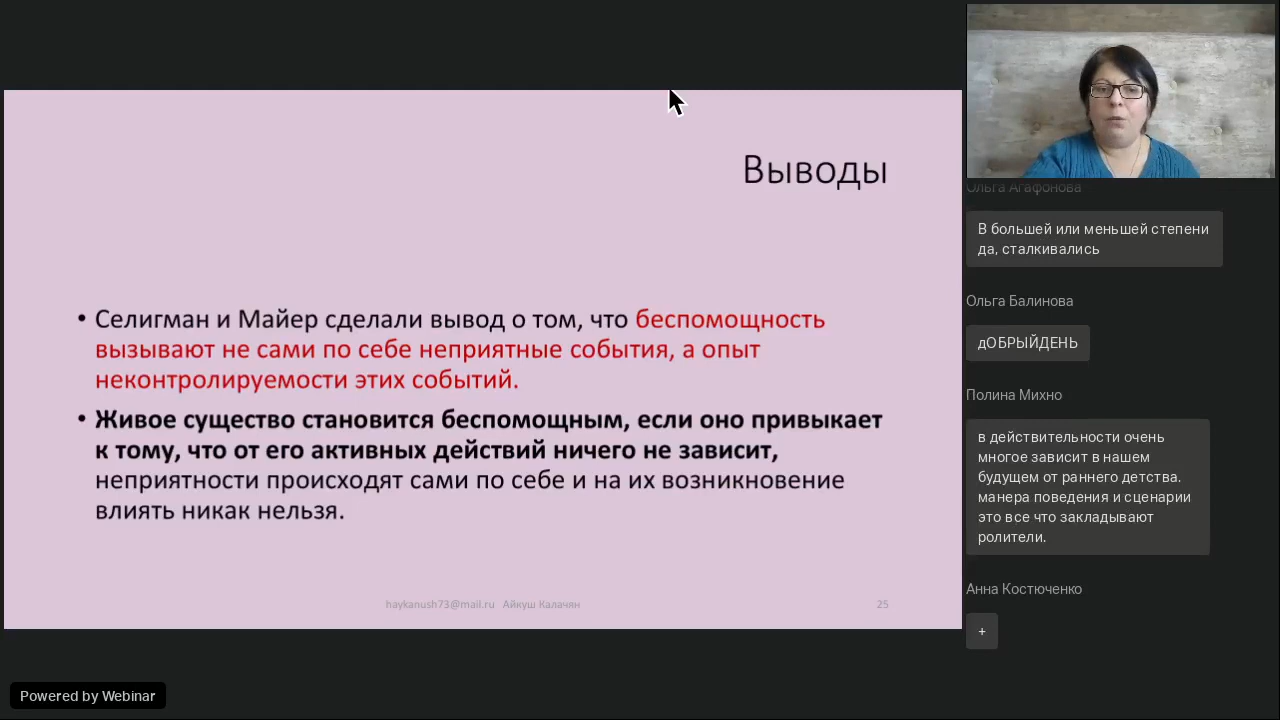 Выводы
• Селигман и Майер сделали вывод о том, что беспомощность
вызывают не сами по себе неприятные события, а опыт
неконтролируемости этих событий.
• Живое существо становится беспомощным, если оно привыкает
к тому, что от его активных действий ничего не зависит,
неприятности происходят сами по себе и на их возникновение
влиять никак нельзя.
haykanush73@mail.ru Айкуш Калачян
25
Ольга Агафонова
В большей или меньшей степени
да, сталкивались
Ольга Балинова
дОБРЫЙДЕНЬ
Полина Михно
в действительности очень
многое зависит в нашем
будущем от раннего детства.
манера поведения и сценарии
это все что закладывают
ролители.
Анна Костюченко
+
Powered by Webinar